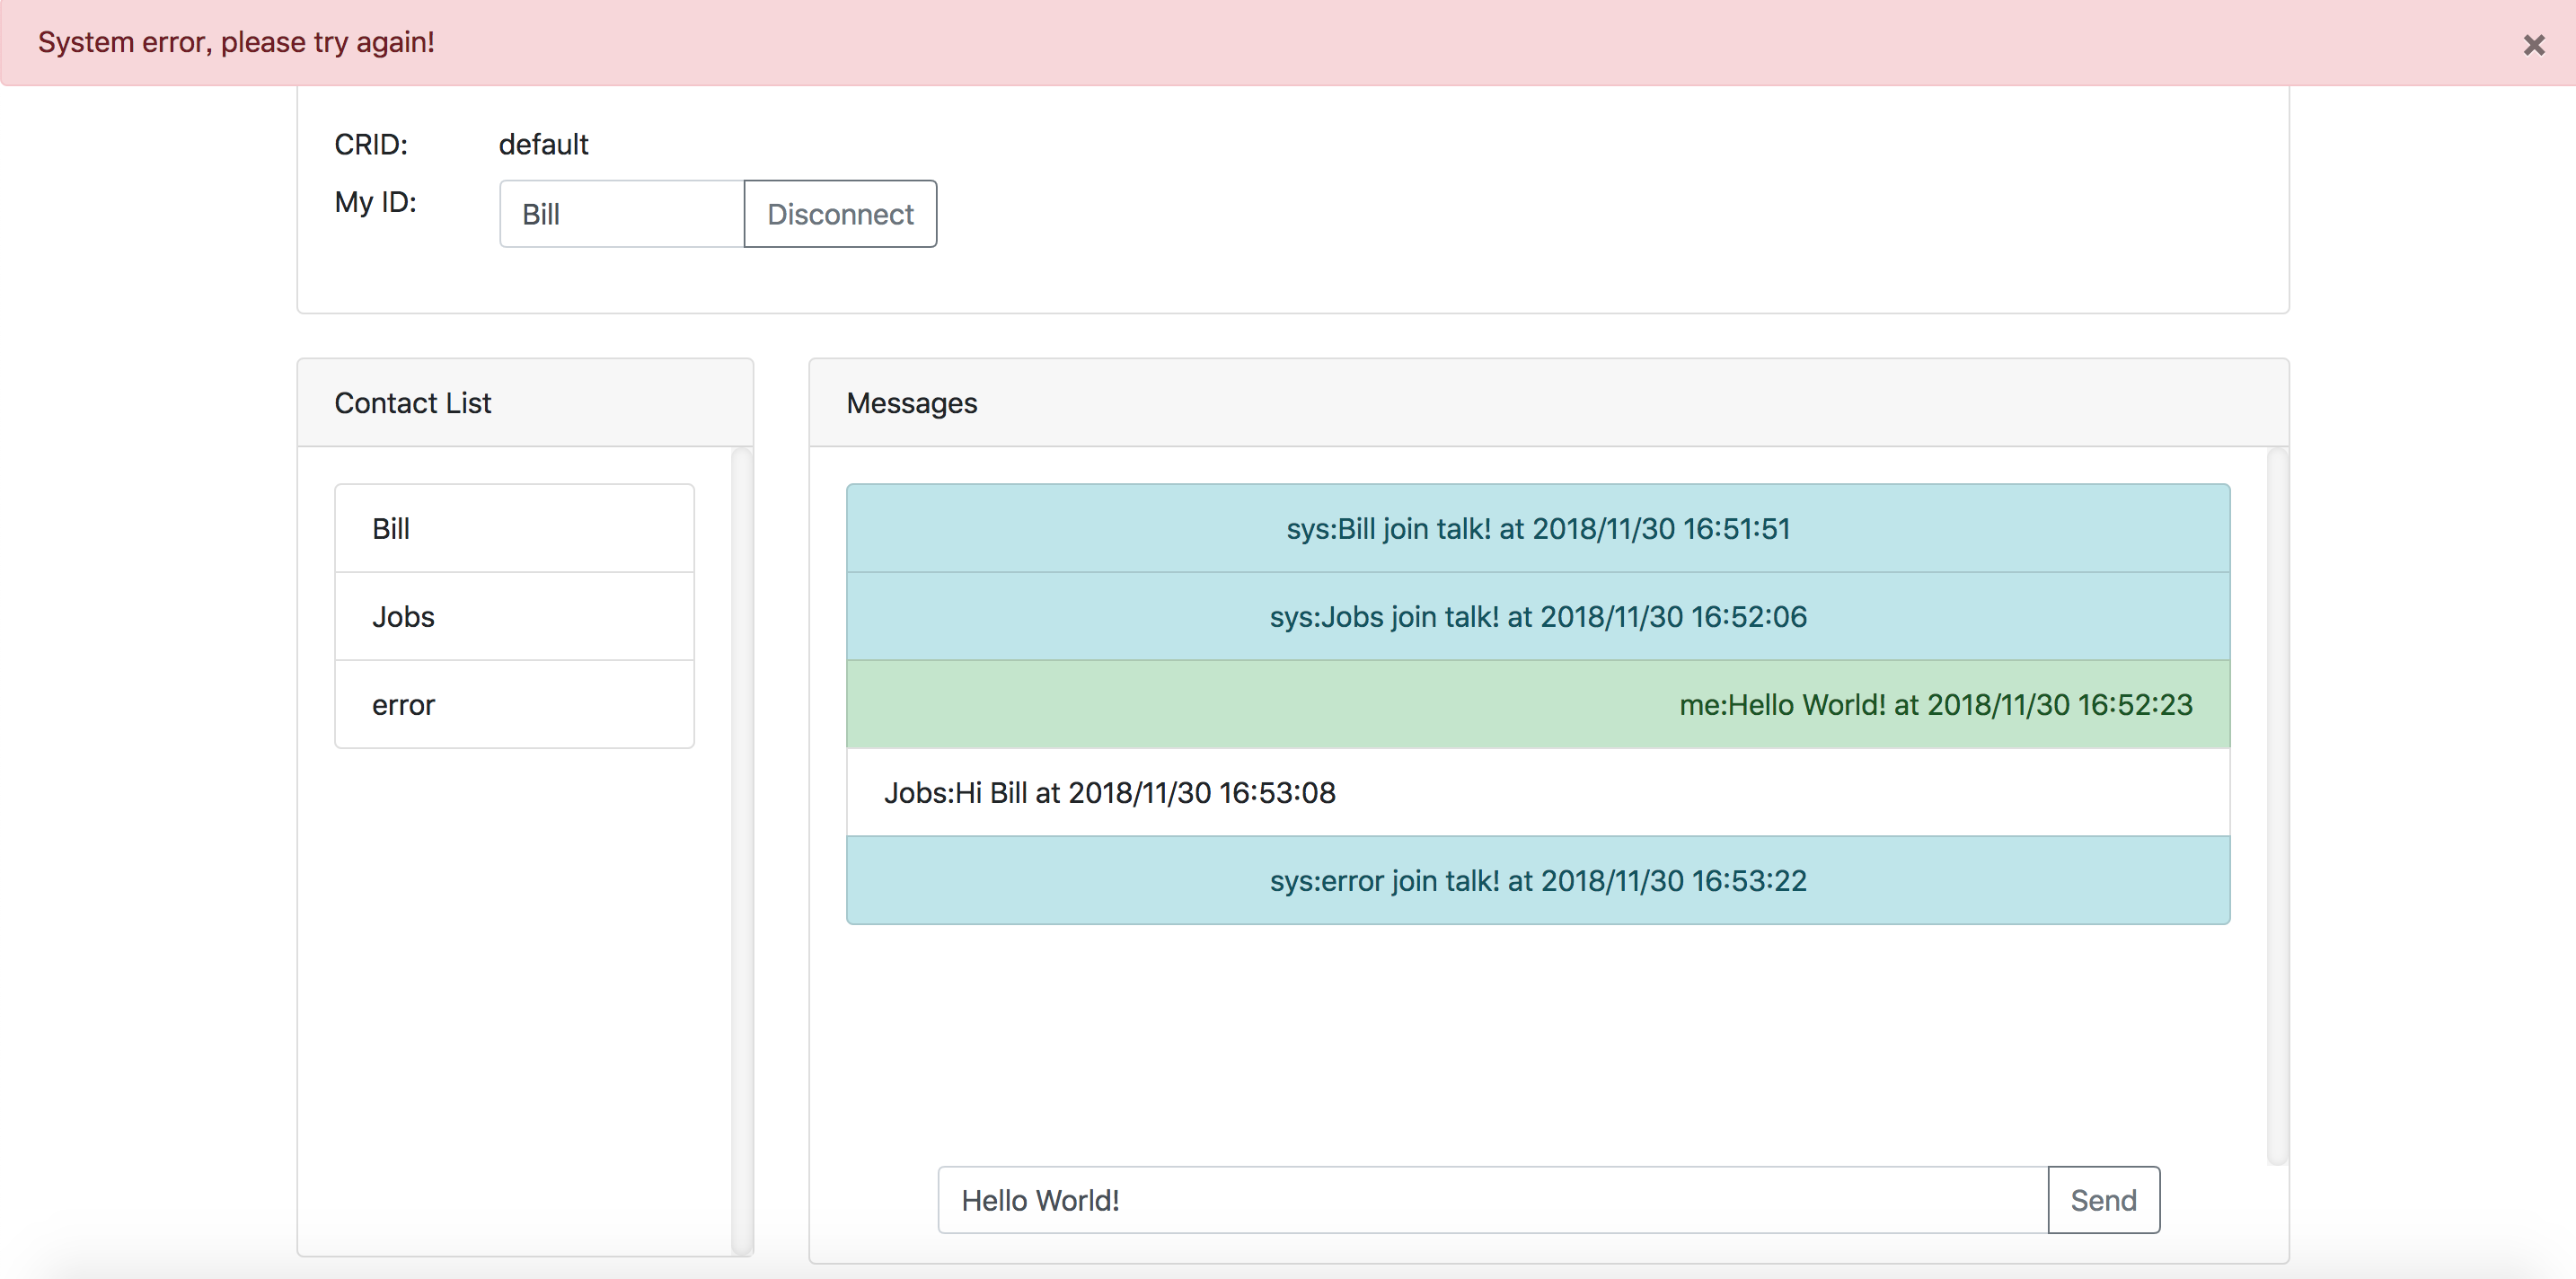 System error, please try again!
×
CRID: default
My ID: Bill Disconnect
Contact List
Bill
Jobs
error
Messages
sys:Bill join talk! at 2018/11/30 16:51:51
sys:Jobs join talk! at 2018/11/30 16:52:06
me:Hello World! at 2018/11/30 16:52:23
Jobs:Hi Bill at 2018/11/30 16:53:08
sys:error join talk! at 2018/11/30 16:53:22
Hello World! Send